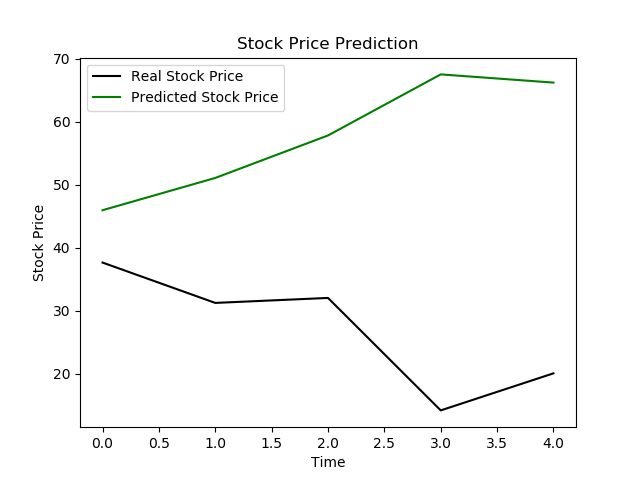 Stock Price Prediction
Real Stock Price
Predicted Stock Price
70
60
50
40
30
20
Stock Price
0.0 0.5 1.0 1.5 2.0 2.5 3.0 3.5 4.0
Time